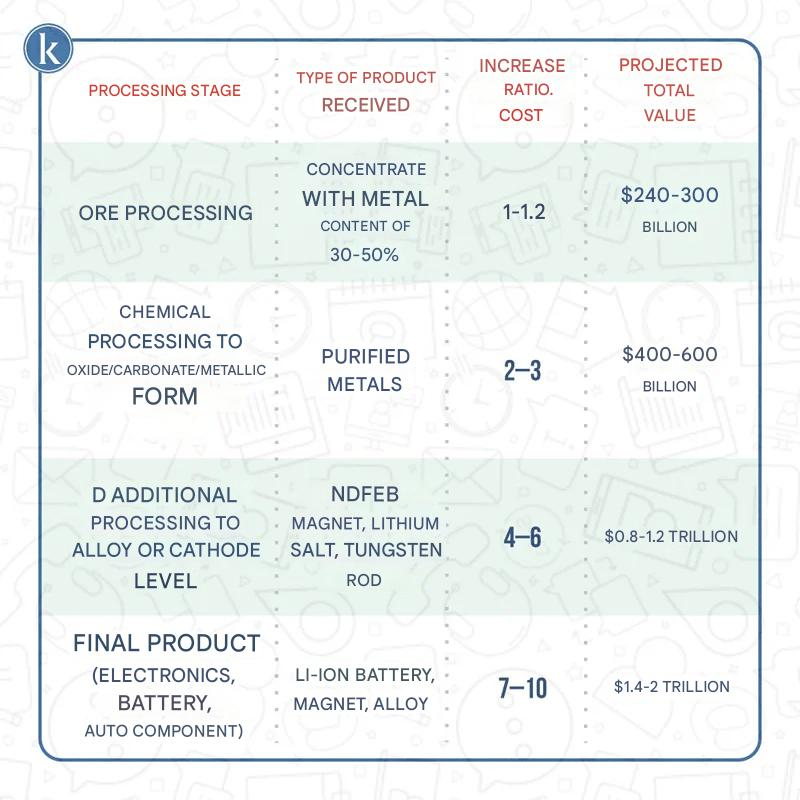 k
PROCESSING STAGE
TYPE OF PRODUCT
RECEIVED
INCREASE
RATIO.
COST
PROJECTED
TOTAL
VALUE
ORE PROCESSING
CONCENTRATE
WITH METAL
CONTENT OF
30-50%
1-1.2
$240-300
BILLION
CHEMICAL
PROCESSING TO
OXIDE/CARBONATE/METALLIC
FORM
PURIFIED
METALS
2–3
$400-600
BILLION
D ADDITIONAL
PROCESSING TO
ALLOY OR CATHODE
LEVEL
NDFEB
MAGNET, LITHIUM
SALT, TUNGSTEN
ROD
4–6
$0.8-1.2 TRILLION
FINAL PRODUCT
(ELECTRONICS,
BATTERY,
AUTO COMPONENT)
LI-ION BATTERY,
MAGNET, ALLOY
7–10
$1.4-2 TRILLION